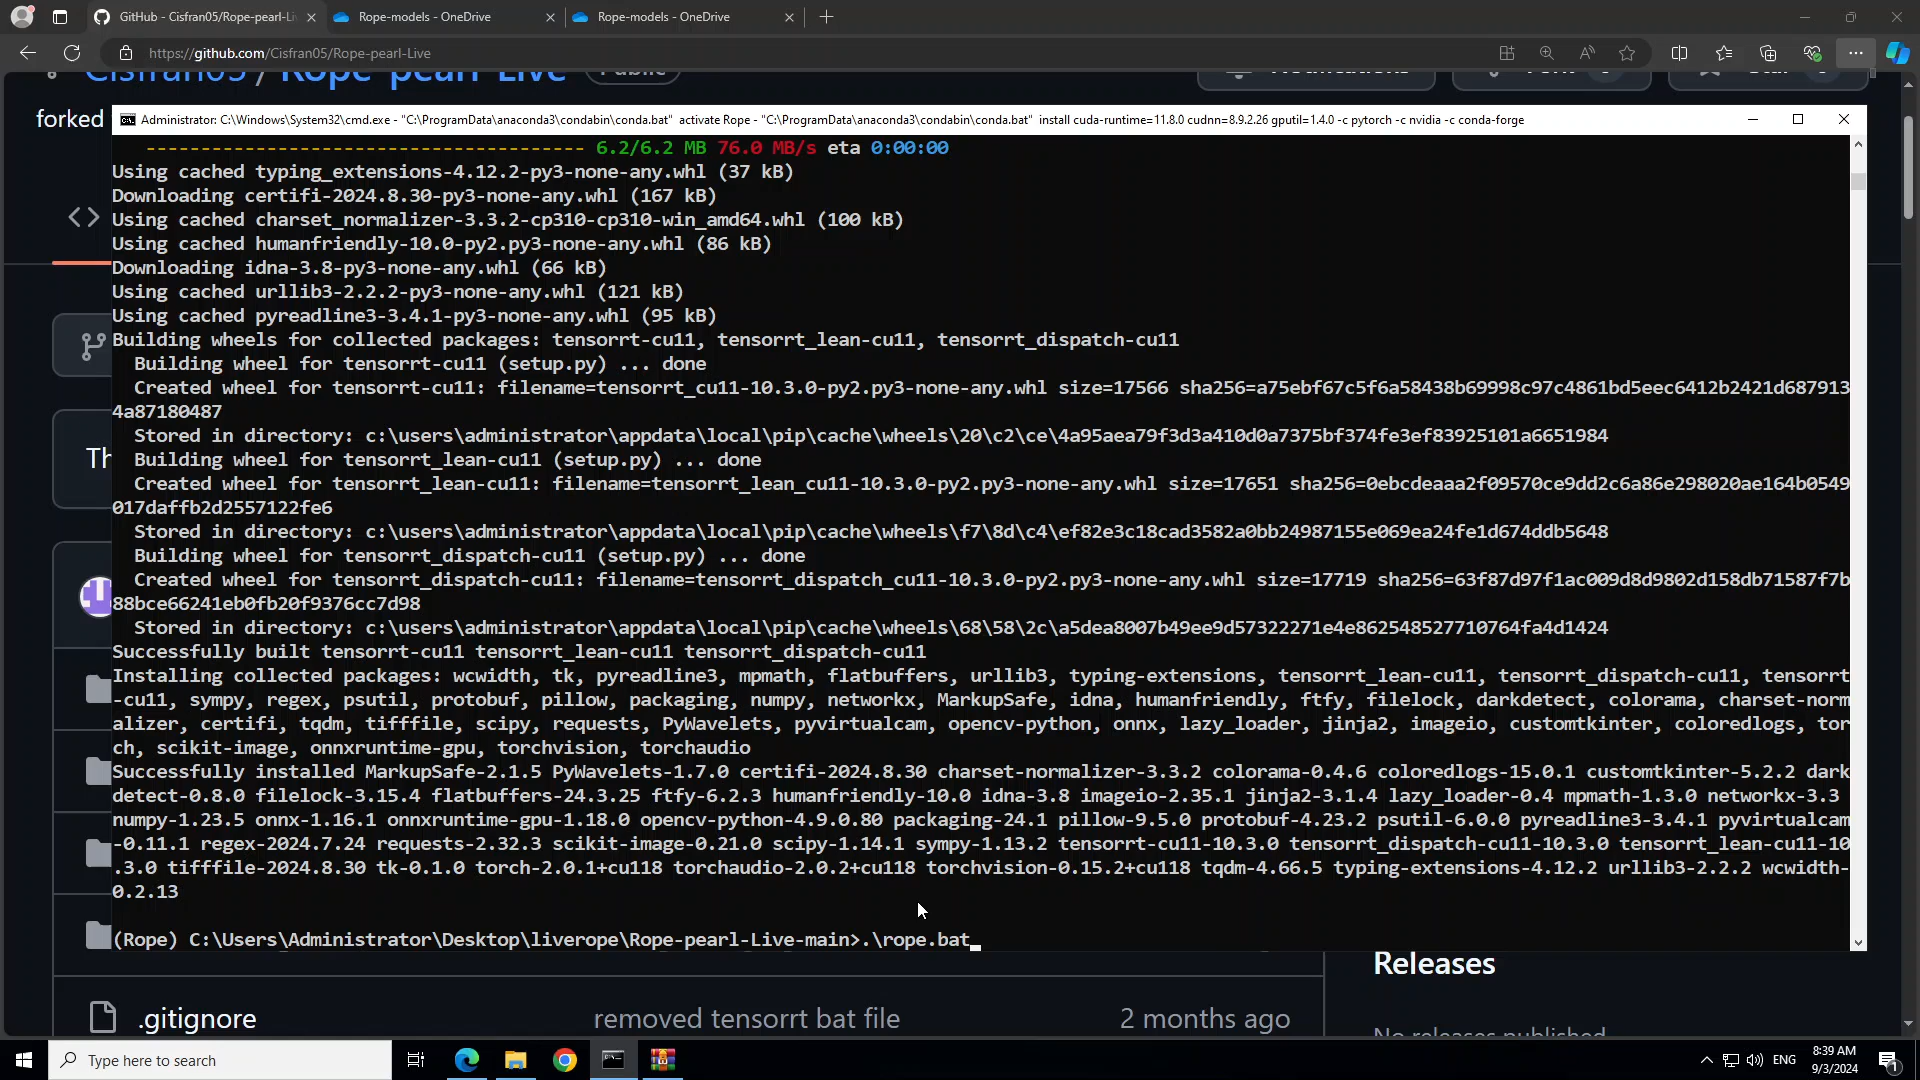 GitHub - Cisfran05/Rope-pearl-Li
Rope-models - OneDrive
Rope-models - OneDrive
https://github.com/Cisfran05/Rope-pearl-Live
Cisfran05 / Rope-pearl-Live
Public
Notifications
Fork
Star
forked
Administrator: C:\Windows\System32\cmd.exe - "C:\ProgramData\anaconda3\condabin\conda.bat" activate Rope - "C:\ProgramData\anaconda3\condabin\conda.bat" install cuda-runtime=11.8.0 cudnn=8.9.2.26 gputil=1.4.0 -c pytorch -c nvidia -c conda-forge
---------------------------------------- 6.2/6.2 MB 76.0 MB/s eta 0:00:00
Using cached typing_extensions-4.12.2-py3-none-any.whl (37 kB)
Downloading certifi-2024.8.30-py3-none-any.whl (167 kB)
Using cached charset_normalizer-3.3.2-cp310-cp310-win_amd64.whl (100 kB)
Using cached humanfriendly-10.0-py2.py3-none-any.whl (86 kB)
Downloading idna-3.8-py3-none-any.whl (66 kB)
Using cached urllib3-2.2.2-py3-none-any.whl (121 kB)
Using cached pyreadline3-3.4.1-py3-none-any.whl (95 kB)
Building wheels for collected packages: tensorrt-cu11, tensorrt_lean-cu11, tensorrt_dispatch-cu11
Building wheel for tensorrt-cu11 (setup.py) ... done
Created wheel for tensorrt-cu11: filename=tensorrt_cu11-10.3.0-py2.py3-none-any.whl size=17566 sha256=a75ebf67c5f6a58438b69998c97c4861bd5eec6412b2421d687913
4a87180487
Stored in directory: c:\users\administrator\appdata\local\pip\cache\wheels\20\c2\ce\4a95aea79f3d3a410d0a7375bf374fe3ef83925101a6651984
Building wheel for tensorrt_lean-cu11 (setup.py) ... done
Created wheel for tensorrt_lean-cu11: filename=tensorrt_lean_cu11-10.3.0-py2.py3-none-any.whl size=17651 sha256=0ebcdeaaa2f09570ce9dd2c6a86e298020ae164b0549
017daffb2d2557122fe6
Stored in directory: c:\users\administrator\appdata\local\pip\cache\wheels\f7\8d\c4\ef82e3c18cad3582a0bb24987155e069ea24fe1d674ddb5648
Building wheel for tensorrt_dispatch-cu11 (setup.py) ... done
Created wheel for tensorrt_dispatch-cu11: filename=tensorrt_dispatch_cu11-10.3.0-py2.py3-none-any.whl size=17719 sha256=63f87d97f1ac009d8d9802d158db71587f7b
88bce66241eb0fb20f9376cc7d98
Stored in directory: c:\users\administrator\appdata\local\pip\cache\wheels\68\58\2c\a5dea8007b49ee9d57322271e4e862548527710764fa4d1424
Successfully built tensorrt-cu11 tensorrt_lean-cu11 tensorrt_dispatch-cu11
Installing collected packages: wcwidth, tk, pyreadline3, mpmath, flatbuffers, urllib3, typing-extensions, tensorrt_lean-cu11, tensorrt_dispatch-cu11, tensorrt
-cu11, sympy, regex, psutil, protobuf, pillow, packaging, numpy, networkx, MarkupSafe, idna, humanfriendly, ftfy, filelock, darkdetect, colorama, charset-norm
alizer, certifi, tqdm, tifffile, scipy, requests, PyWavelets, pyvirtualcam, opencv-python, onnx, lazy_loader, jinja2, imageio, customtkinter, coloredlogs, tor
ch, scikit-image, onnxruntime-gpu, torchvision, torchaudio
Successfully installed MarkupSafe-2.1.5 PyWavelets-1.7.0 certifi-2024.8.30 charset-normalizer-3.3.2 colorama-0.4.6 coloredlogs-15.0.1 customtkinter-5.2.2 dark
detect-0.8.0 filelock-3.15.4 flatbuffers-24.3.25 ftfy-6.2.3 humanfriendly-10.0 idna-3.8 imageio-2.35.1 jinja2-3.1.4 lazy_loader-0.4 mpmath-1.3.0 networkx-3.3
numpy-1.23.5 onnx-1.16.1 onnxruntime-gpu-1.18.0 opencv-python-4.9.0.80 packaging-24.1 pillow-9.5.0 protobuf-4.23.2 psutil-6.0.0 pyreadline3-3.4.1 pyvirtualcam
-0.11.1 regex-2024.7.24 requests-2.32.3 scikit-image-0.21.0 scipy-1.14.1 sympy-1.13.2 tensorrt-cu11-10.3.0 tensorrt_dispatch-cu11-10.3.0 tensorrt_lean-cu11-10
.3.0 tifffile-2024.8.30 tk-0.1.0 torch-2.0.1+cu118 torchaudio-2.0.2+cu118 torchvision-0.15.2+cu118 tqdm-4.66.5 typing-extensions-4.12.2 urllib3-2.2.2 wcwidth-
0.2.13
(Rope) C:\Users\Administrator\Desktop\liverope\Rope-pearl-Live-main>.\rope.bat
Th
Releases
.gitignore
removed tensorrt bat file
2 months ago
No releases published
Type here to search
ENG
8:39 AM
9/3/2024
1